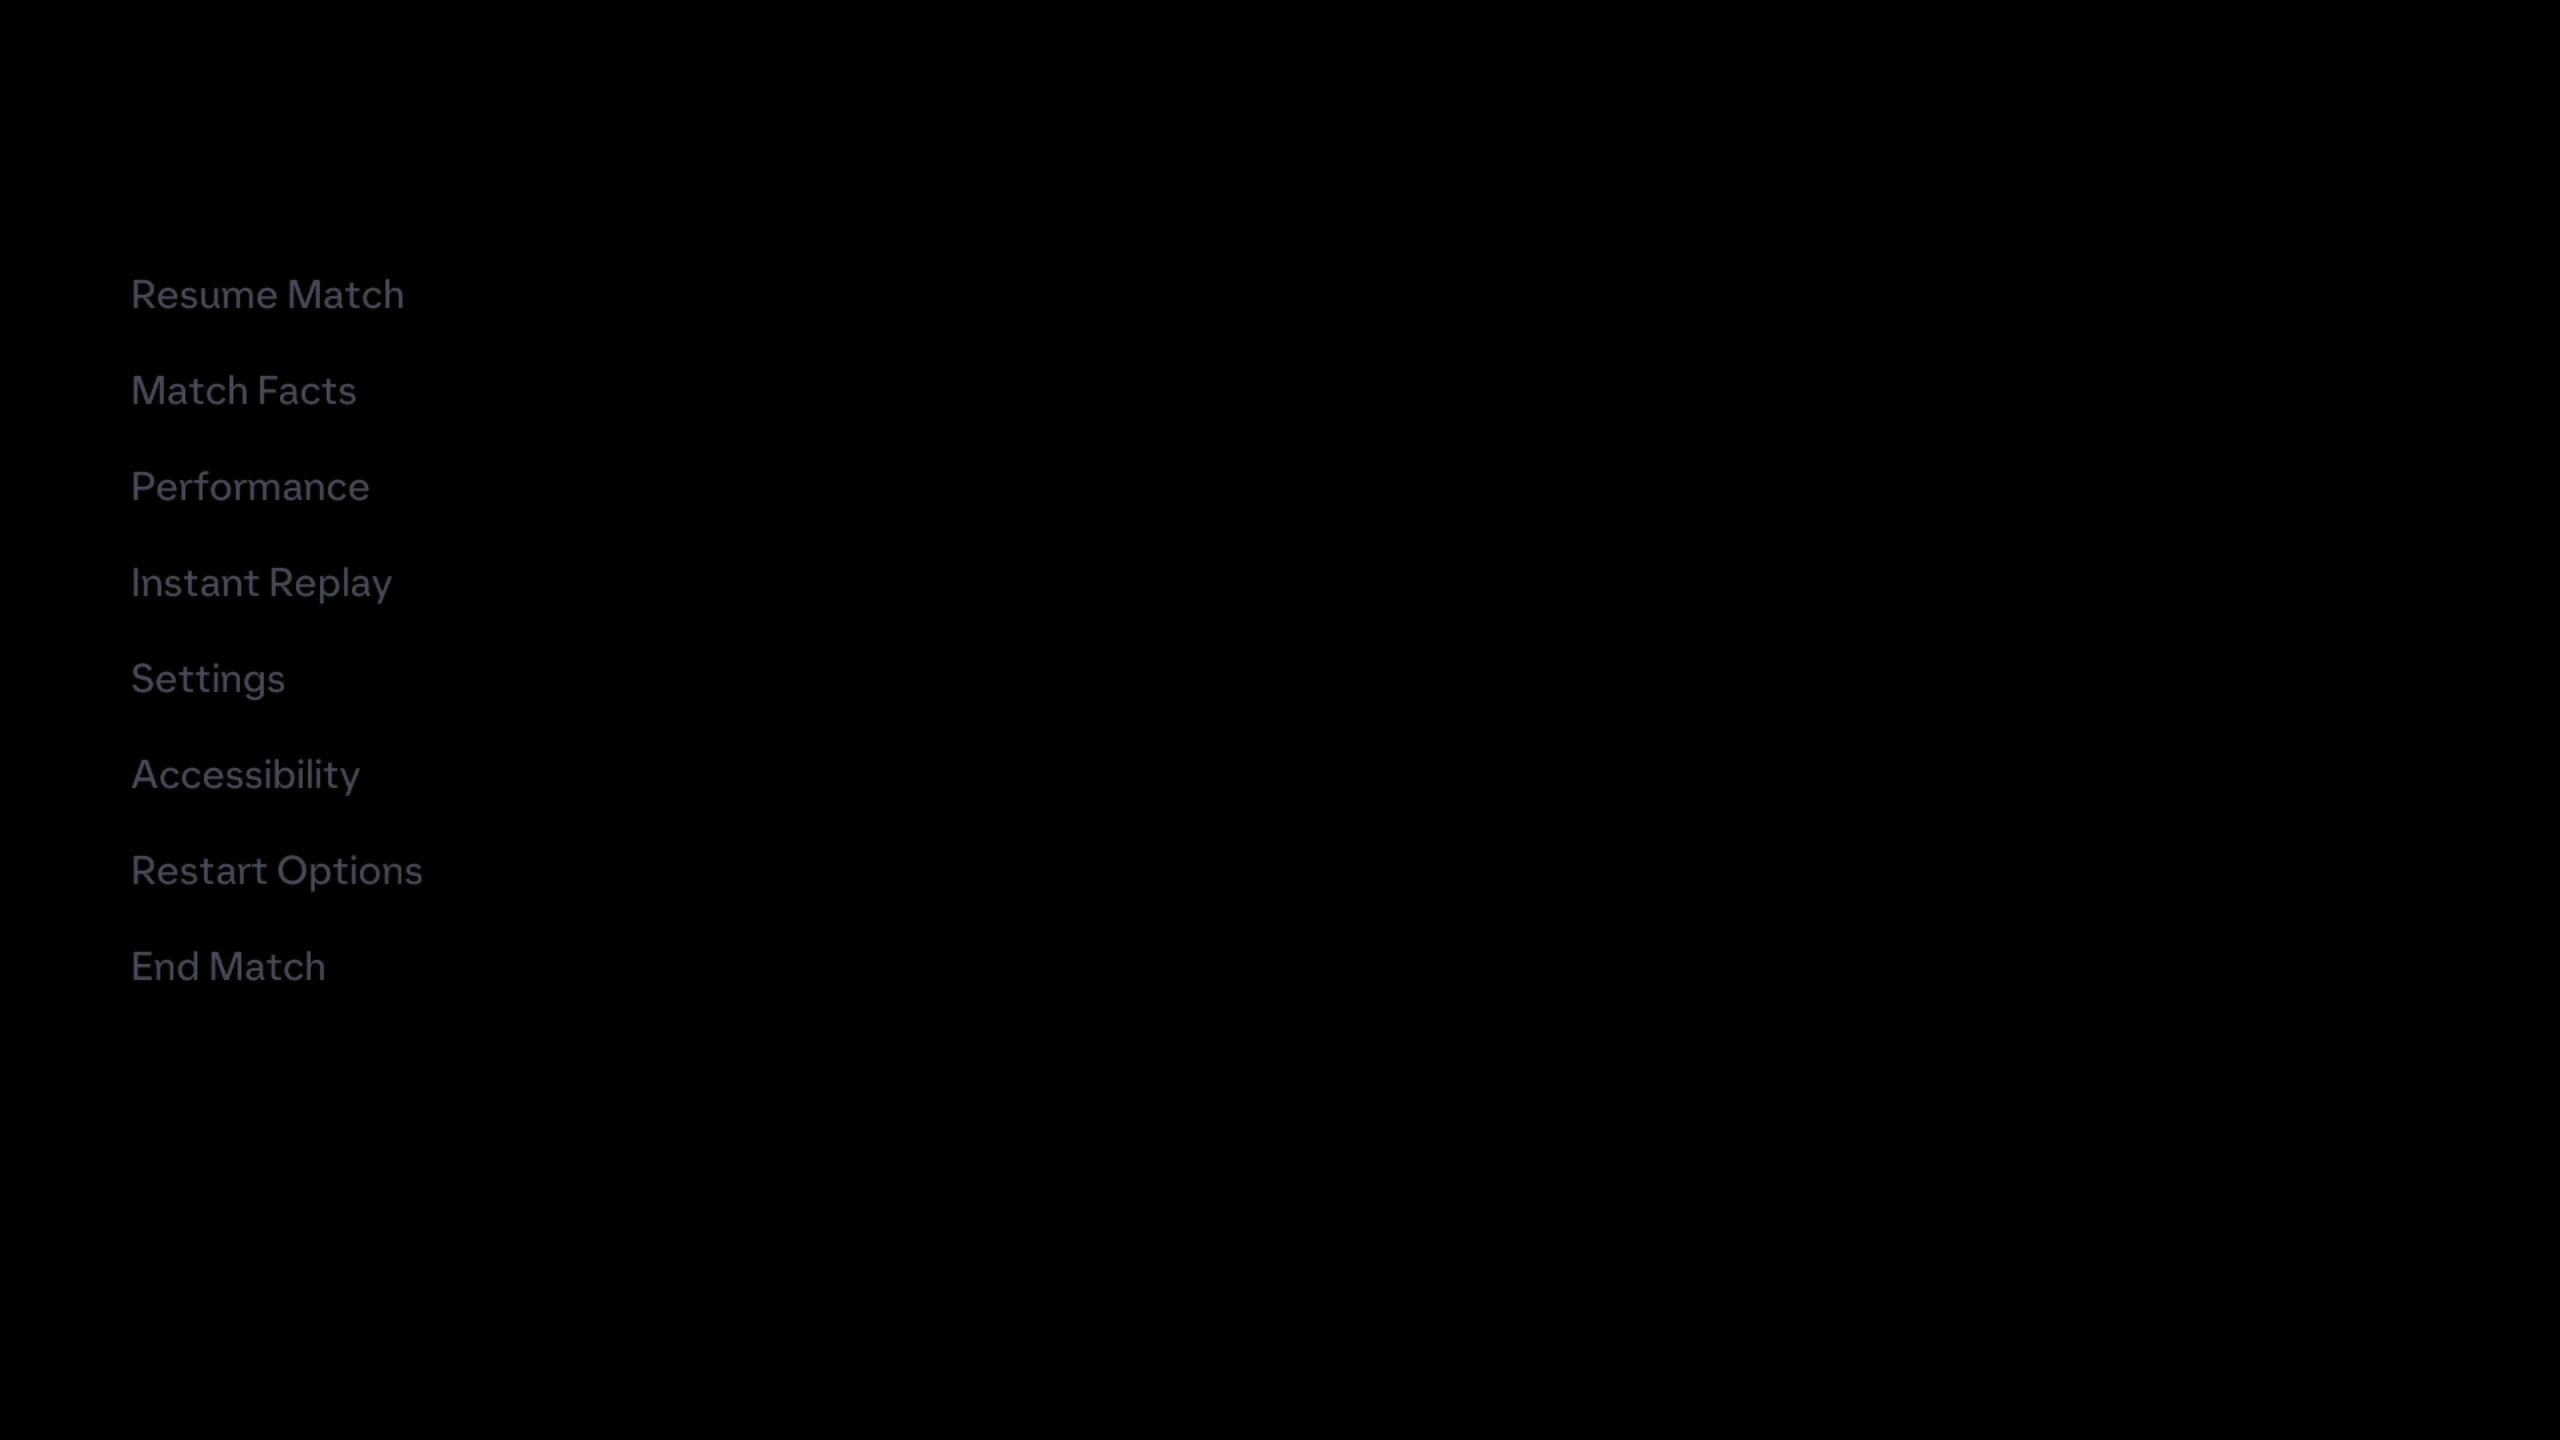 Resume Match
Match Facts
Performance
Instant Replay
Settings
Accessibility
Restart Options
End Match